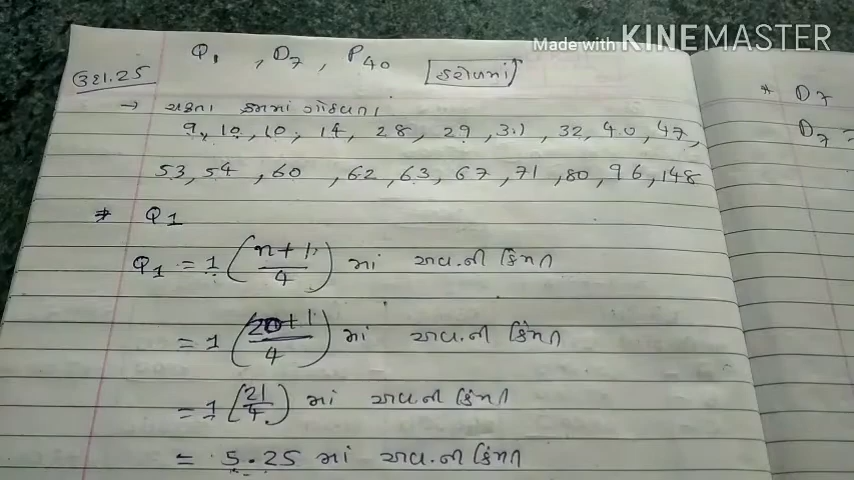 Made with KINEMASTER
Q₁ , D₇ , P₄₀
ઉદા.25
→ ચડતા ક્રમમાં ગોઠવતા
9, 10, 10, 14, 28, 29, 31, 32, 40, 47,
53, 54, 60, 62, 63, 67, 71, 80, 96, 148
* Q1
Q₁ = 1 (n+1/4) માં અવ.ની કિંમત
= 1 (20+1/4) માં અવ.ની કિંમત
= 1 (21/4) માં અવ.ની કિંમત
= 5.25 માં અવ.ની કિંમત
* D7
D₇ =